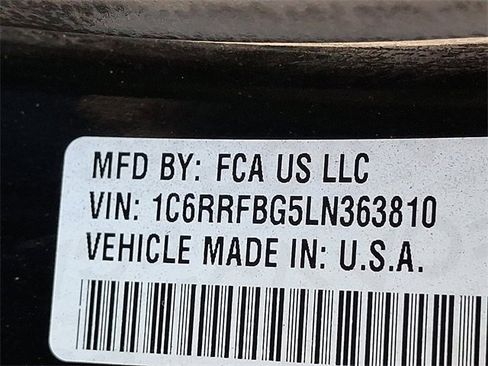 MFD BY: FCA US LLC
VIN: 1C6RRFBG5LN363810
VEHICLE MADE IN: U.S.A.